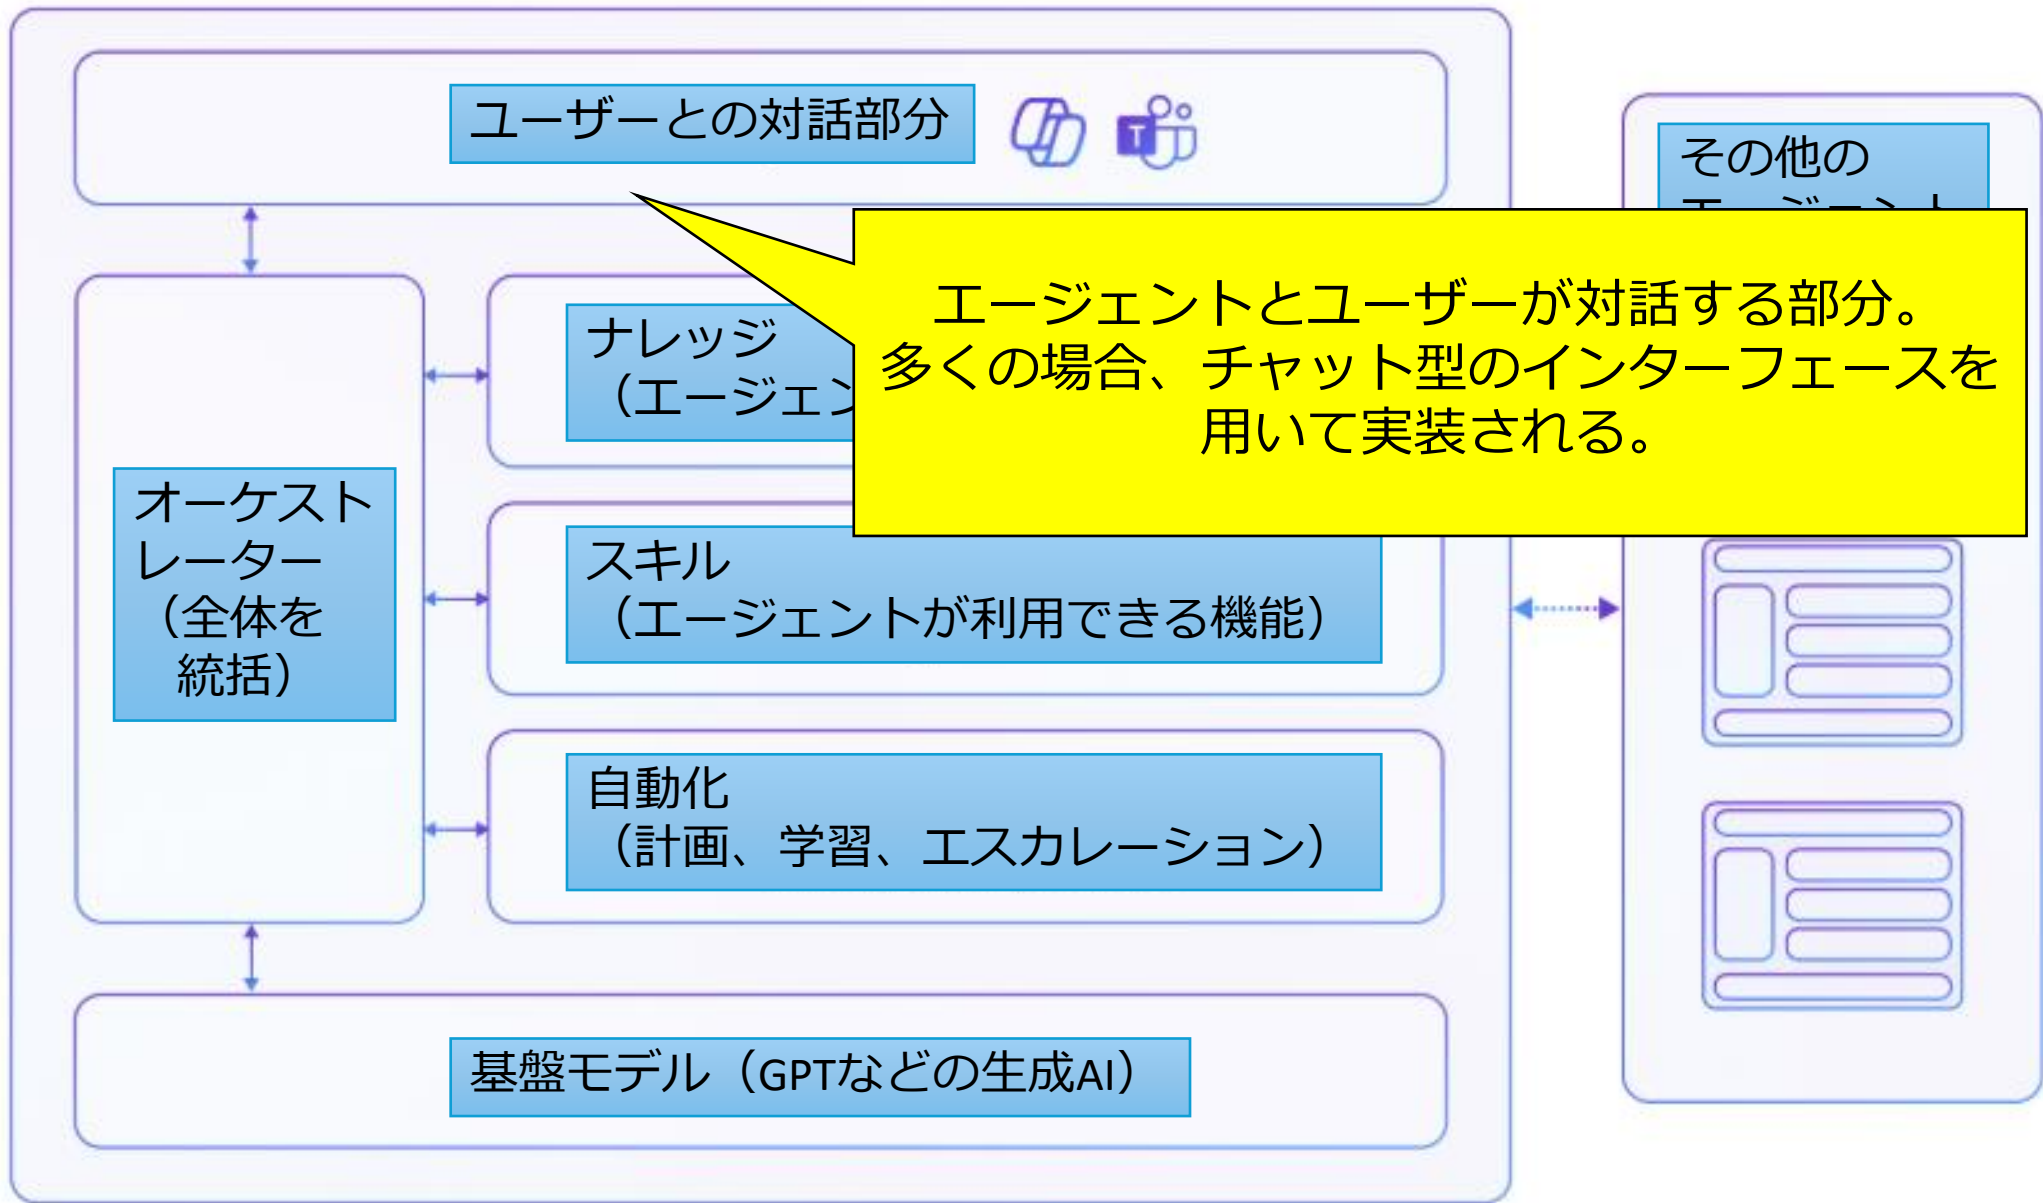 ユーザーとの対話部分
T
その他の
エージェント
エージェントとユーザーが対話する部分。
多くの場合、チャット型のインターフェースを
用いて実装される。
ナレッジ
（エージェン
オーケスト
レーター
（全体を
統括）
スキル
（エージェントが利用できる機能）
自動化
（計画、学習、エスカレーション）
基盤モデル（GPTなどの生成AI）